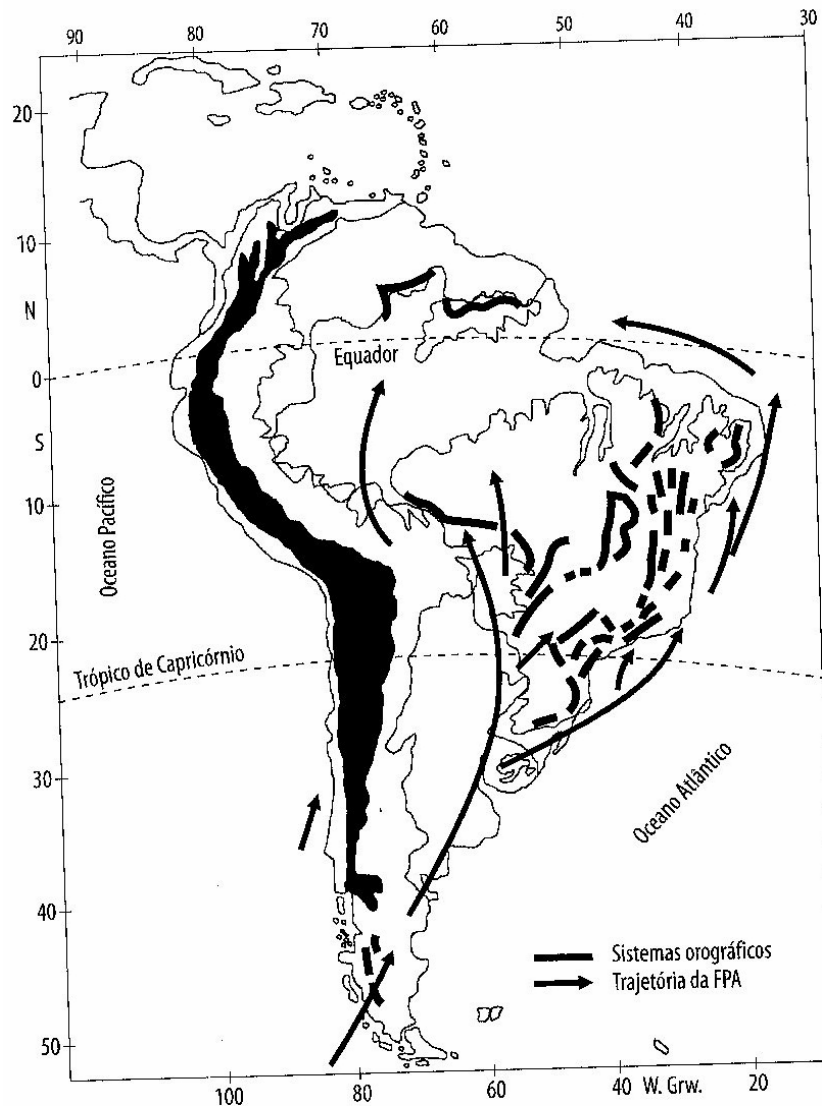 90 80 70 60 50 40 30
20
10
N
0
S
10
20
30
40
50
Equador
Oceano Pacífico
Trópico de Capricórnio
Oceano Atlântico
Sistemas orográficos
Trajetória da FPA
100 80 60 40 W. Grw. 20